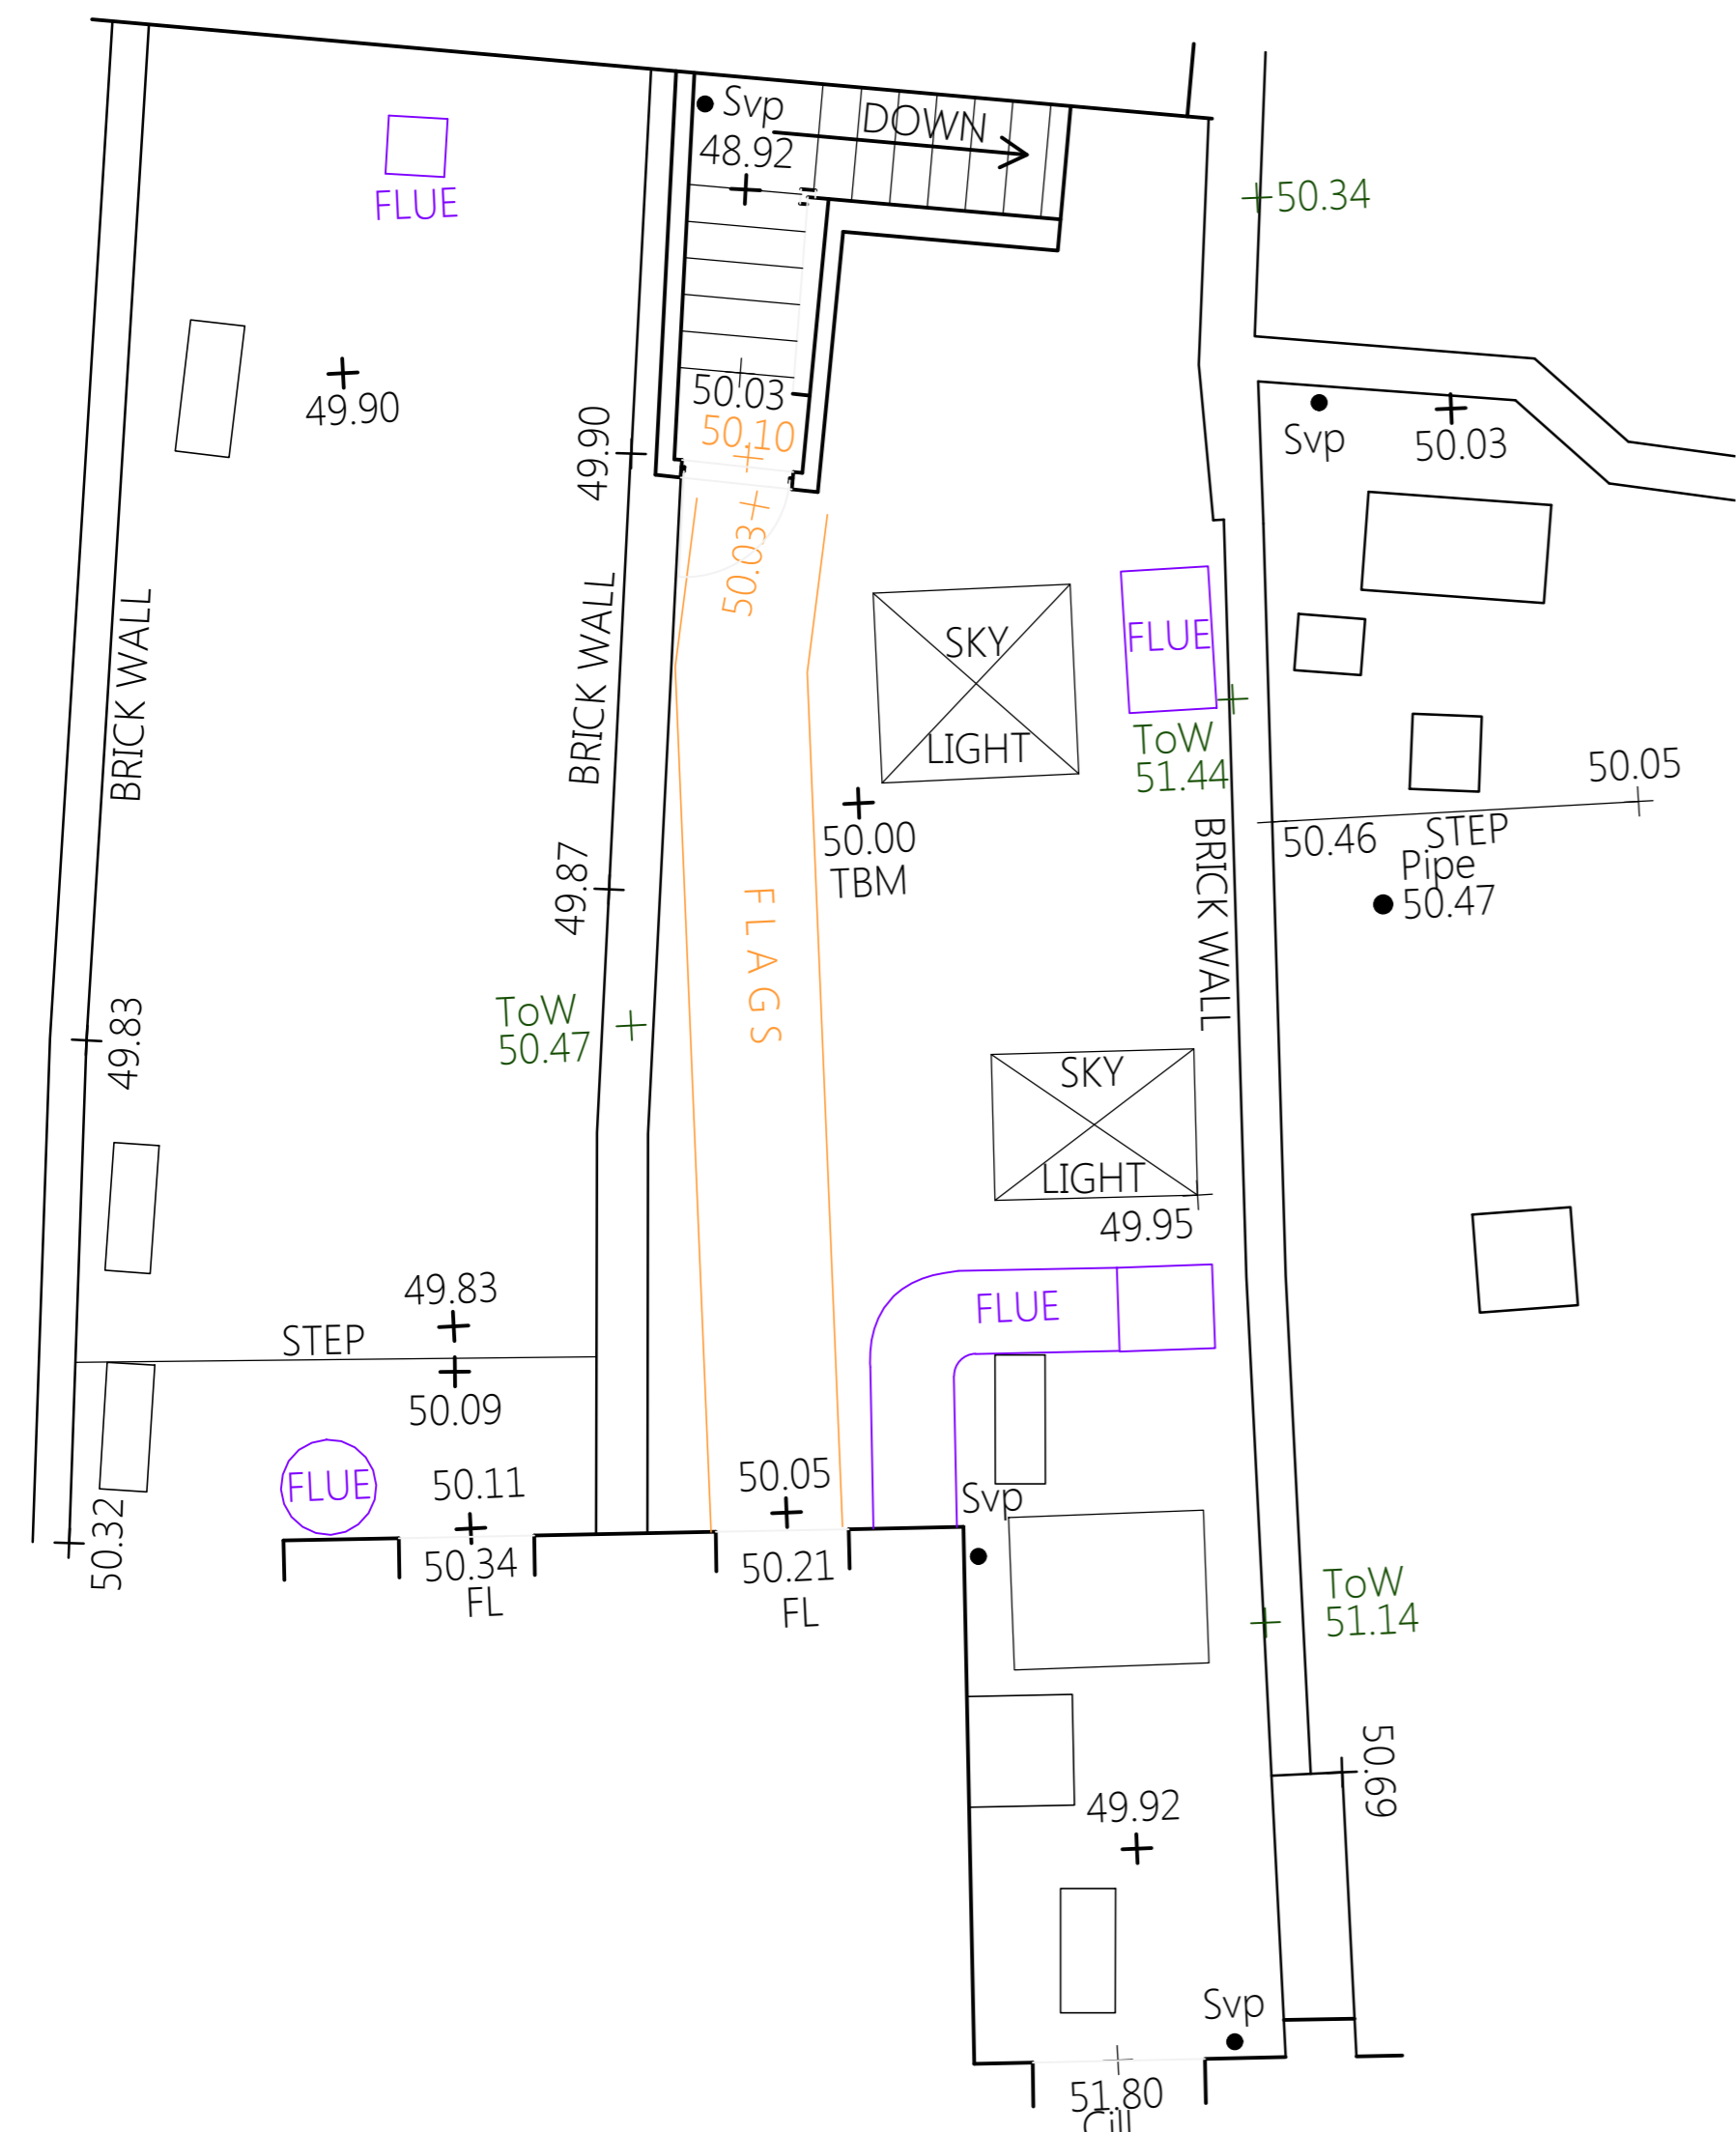 Svp
DOWN
48.92
FLUE
50.34
49.90
49.90
50.03
50.10
Svp
50.03
50.03
BRICK WALL
BRICK WALL
SKY
LIGHT
FLUE
ToW
51.44
50.05
50.46
STEP
Pipe
50.47
50.00
TBM
49.87
FLAGS
BRICK WALL
49.83
ToW
50.47
SKY
LIGHT
49.95
49.83
STEP
FLUE
50.09
FLUE
50.11
50.05
Svp
50.32
50.34
FL
50.21
FL
ToW
51.14
50.69
49.92
Svp
51.80
Cill